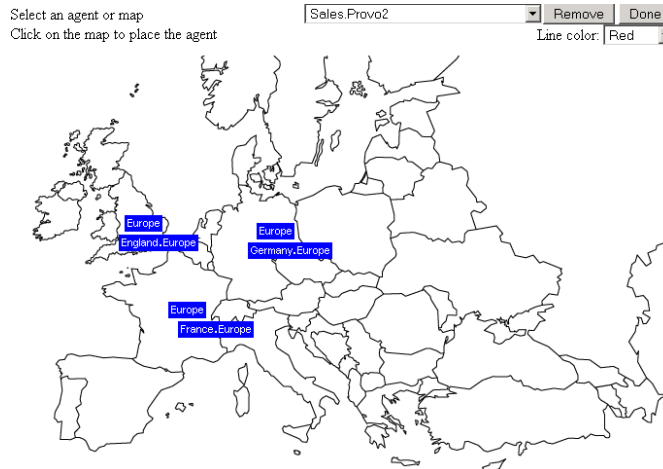 Select an agent or map
Sales.Provo2
Remove
Done
Click on the map to place the agent
Line color:
Red
Europe
England.Europe
Europe
Germany.Europe
Europe
France.Europe